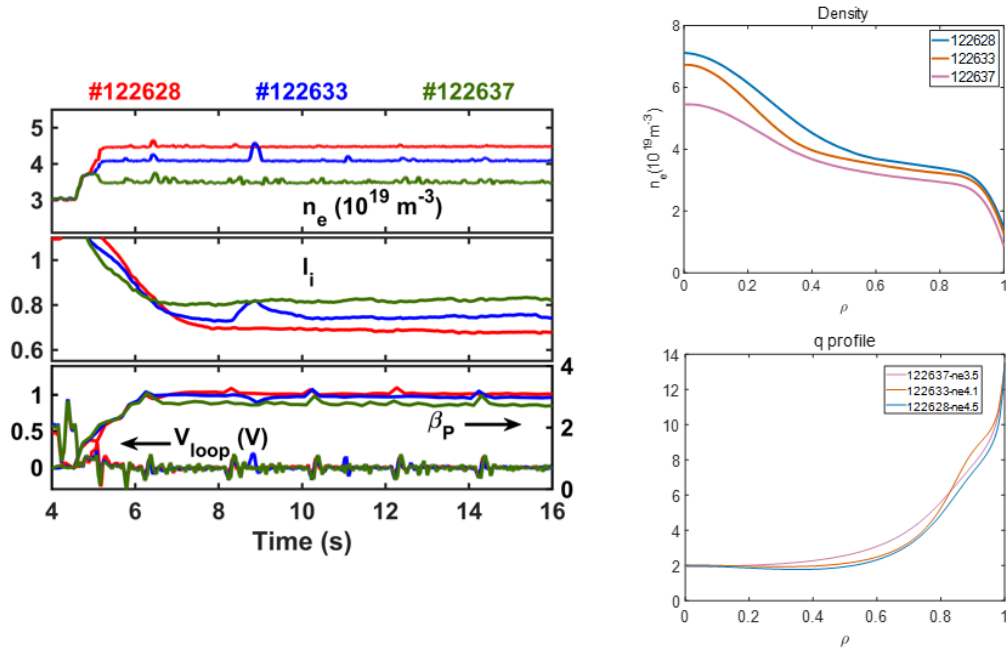 #122628 #122633 #122637
5
4
3
n_e (10^19 m^-3)
1
0.8
0.6
l_i
1
0.5
0
4
2
0
V_loop (V)
β_P
4 6 8 10 12 14 16
Time (s)
Density
8
6
4
2
0
n_e(10^19 m^-3)
122628
122633
122637
0 0.2 0.4 0.6 0.8 1
ρ
q profile
14
12
10
8
6
4
2
0
122637-ne3.5
122633-ne4.1
122628-ne4.5
0 0.2 0.4 0.6 0.8 1
ρ